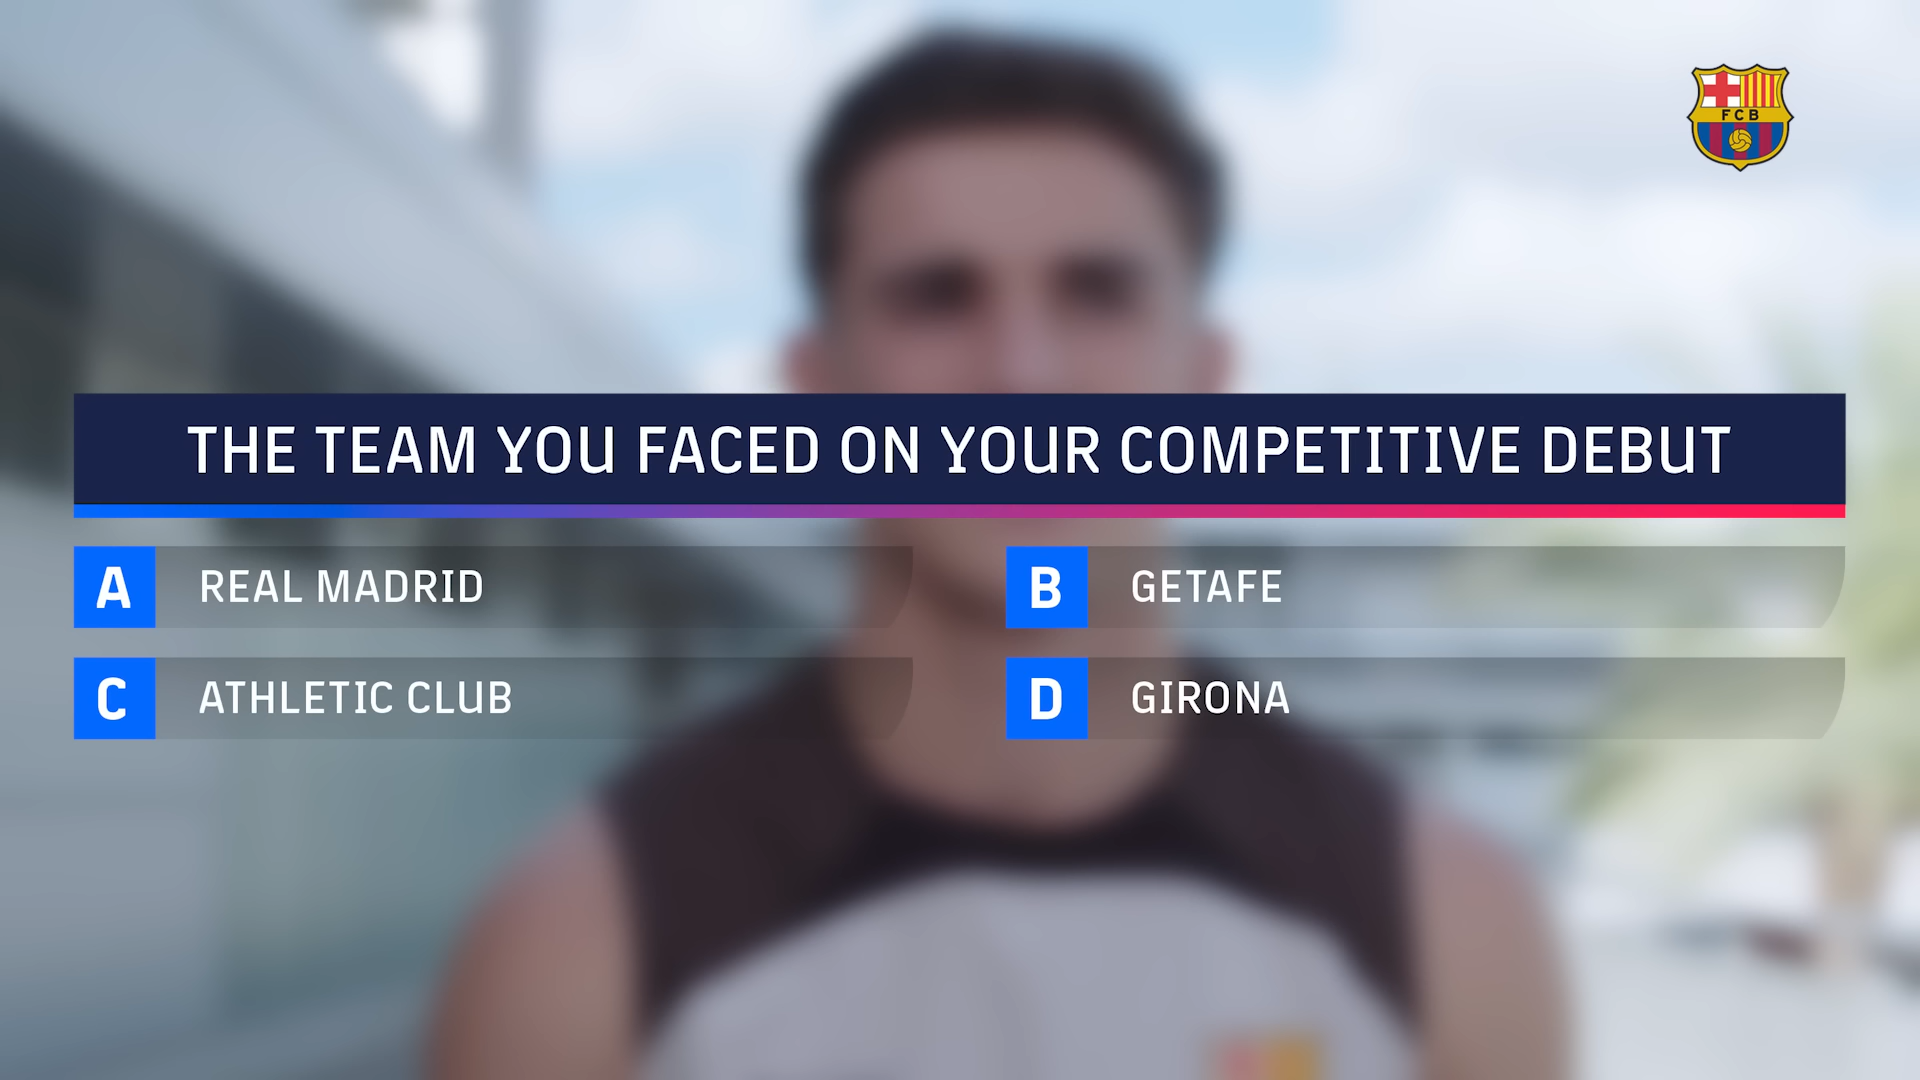 FCB
THE TEAM YOU FACED ON YOUR COMPETITIVE DEBUT
A REAL MADRID
B GETAFE
C ATHLETIC CLUB
D GIRONA